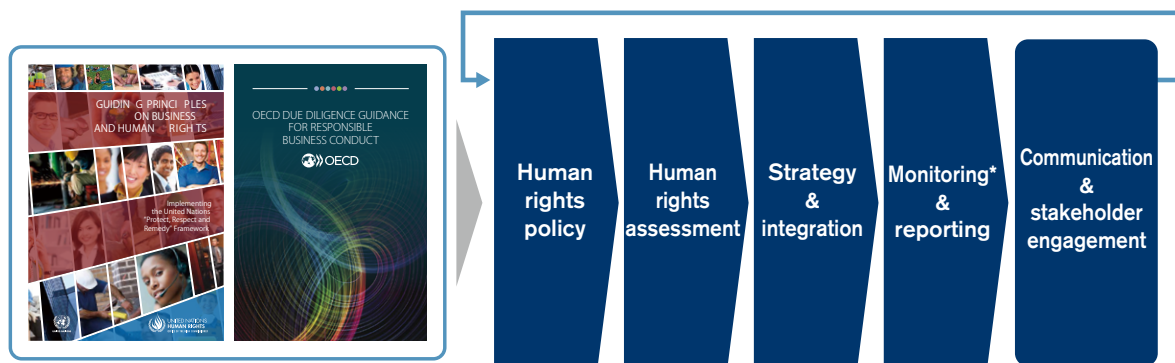 GUIDIN G PRINCI PLES
ON BUSINESS
AND HUMAN RIGH TS
Implementing
the United Nations
"Protect, Respect and
Remedy" Framework
UNITED NATIONS
HUMAN RIGHTS
OECD DUE DILIGENCE GUIDANCE
FOR RESPONSIBLE
BUSINESS CONDUCT
OECD
Human
rights
policy
Human
rights
assessment
Strategy
&
integration
Monitoring*
&
reporting
Communication
&
stakeholder
engagement